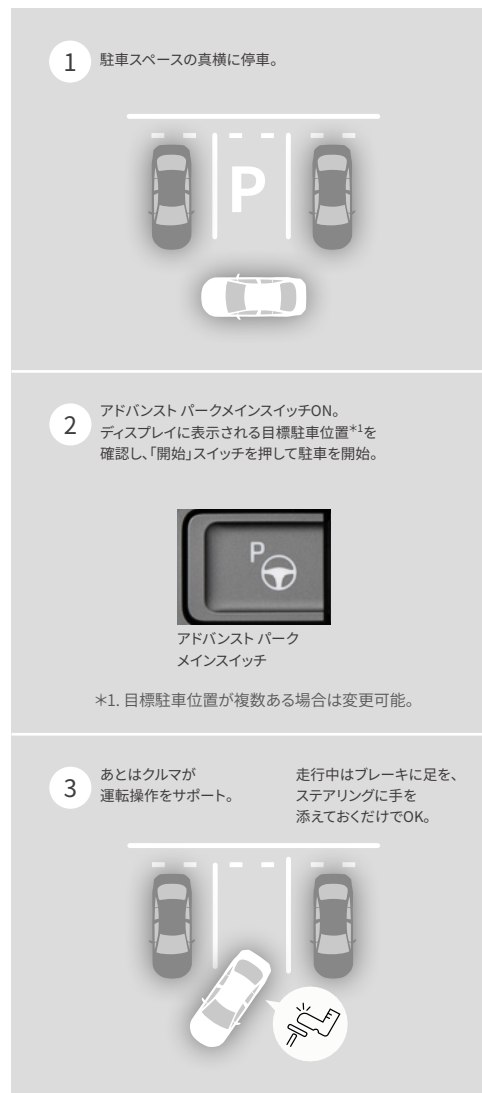 1
駐車スペースの真横に停車。
P
2
アドバンスト パークメインスイッチON。
ディスプレイに表示される目標駐車位置*1を
確認し、「開始」スイッチを押して駐車を開始。
P
アドバンスト パーク
メインスイッチ
*1. 目標駐車位置が複数ある場合は変更可能。
3
あとはクルマが
運転操作をサポート。
走行中はブレーキに足を、
ステアリングに手を
添えておくだけでOK。